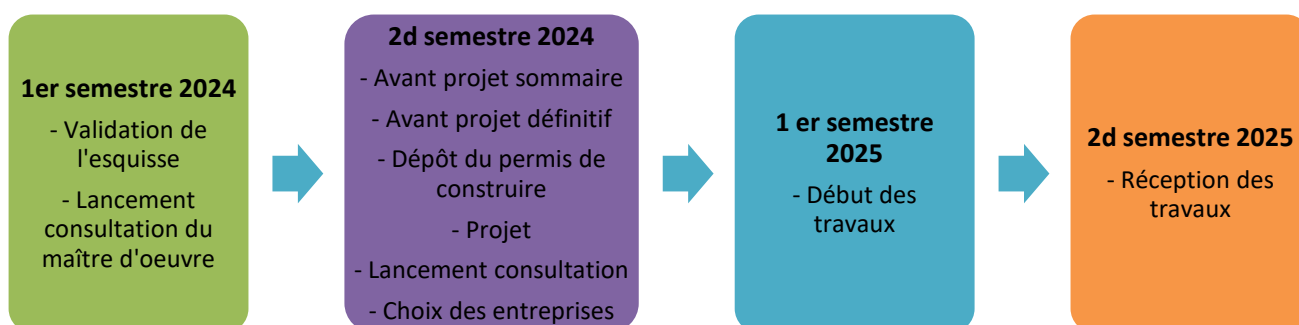 1er semestre 2024
- Validation de
l'esquisse
- Lancement
consultation du
maître d'oeuvre
2d semestre 2024
- Avant projet sommaire
- Avant projet définitif
- Dépôt du permis de
construire
- Projet
- Lancement consultation
- Choix des entreprises
1 er semestre
2025
- Début des
travaux
2d semestre 2025
- Réception des
travaux